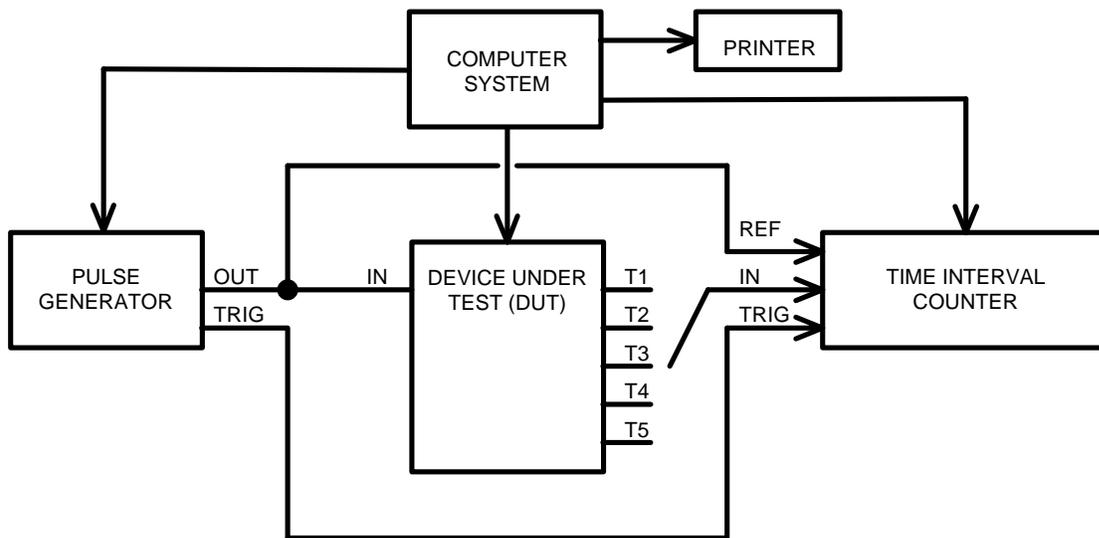 COMPUTER
SYSTEM
PRINTER
PULSE
GENERATOR
OUT
TRIG
IN
DEVICE UNDER
TEST (DUT)
T1
T2
T3
T4
T5
REF
IN
TRIG
TIME INTERVAL
COUNTER